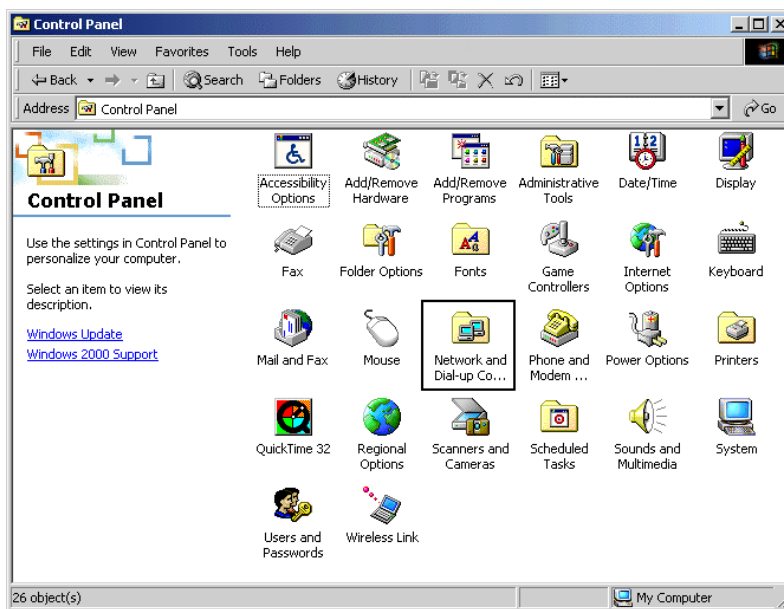 Control Panel
File Edit View Favorites Tools Help
Back Search Folders History
Address Control Panel Go
Control Panel
Use the settings in Control Panel to
personalize your computer.
Select an item to view its
description.
Windows Update
Windows 2000 Support
Accessibility
Options
Add/Remove
Hardware
Add/Remove
Programs
Administrative
Tools
Date/Time
Display
Fax
Folder Options
Fonts
Game
Controllers
Internet
Options
Keyboard
Mail and Fax
Mouse
Network and
Dial-up Co...
Phone and
Modem ...
Power Options
Printers
QuickTime 32
Regional
Options
Scanners and
Cameras
Scheduled
Tasks
Sounds and
Multimedia
System
Users and
Passwords
Wireless Link
26 object(s) My Computer